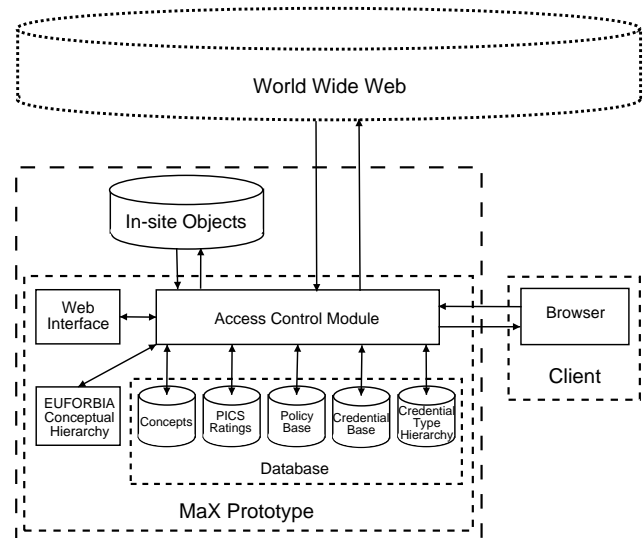 World Wide Web
In-site Objects
Web
Interface
Access Control Module
Browser
Client
EUFORBIA
Conceptual
Hierarchy
Concepts
PICS
Ratings
Policy
Base
Credential
Base
Credential
Type
Hierarchy
Database
MaX Prototype